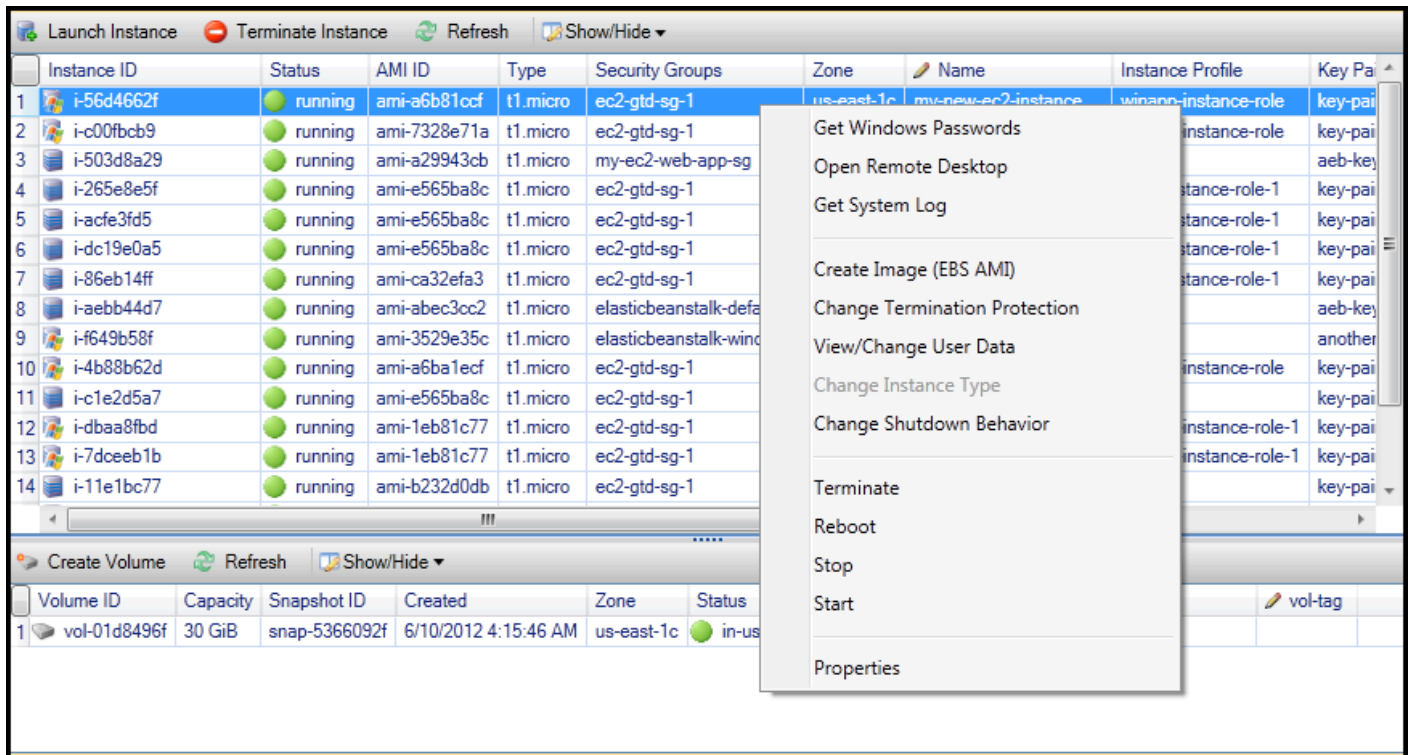 Launch Instance Terminate Instance Refresh Show/Hide
Instance ID Status AMI ID Type Security Groups Zone Name Instance Profile Key Pai
1 i-56d4662f running ami-a6b81ccf t1.micro ec2-gtd-sg-1 us-east-1c my-new-ec2-instance winapp-instance-role key-pai
2 i-c00fbcb9 running ami-7328e71a t1.micro ec2-gtd-sg-1 instance-role key-pai
3 i-503d8a29 running ami-a29943cb t1.micro my-ec2-web-app-sg aeb-key
4 i-265e8e5f running ami-e565ba8c t1.micro ec2-gtd-sg-1 stance-role-1 key-pai
5 i-acfe3fd5 running ami-e565ba8c t1.micro ec2-gtd-sg-1 stance-role-1 key-pai
6 i-dc19e0a5 running ami-e565ba8c t1.micro ec2-gtd-sg-1 stance-role-1 key-pai
7 i-86eb14ff running ami-ca32efa3 t1.micro ec2-gtd-sg-1 stance-role-1 key-pai
8 i-aebb44d7 running ami-abec3cc2 t1.micro elasticbeanstalk-defa aeb-key
9 i-f649b58f running ami-3529e35c t1.micro elasticbeanstalk-wind another
10 i-4b88b62d running ami-a6ba1ecf t1.micro ec2-gtd-sg-1 instance-role key-pai
11 i-c1e2d5a7 running ami-e565ba8c t1.micro ec2-gtd-sg-1 key-pai
12 i-dbaa8fbd running ami-1eb81c77 t1.micro ec2-gtd-sg-1 instance-role-1 key-pai
13 i-7dceeb1b running ami-1eb81c77 t1.micro ec2-gtd-sg-1 instance-role-1 key-pai
14 i-11e1bc77 running ami-b232d0db t1.micro ec2-gtd-sg-1 key-pai
Get Windows Passwords
Open Remote Desktop
Get System Log
Create Image (EBS AMI)
Change Termination Protection
View/Change User Data
Change Instance Type
Change Shutdown Behavior
Terminate
Reboot
Stop
Start
Properties
Create Volume Refresh Show/Hide
Volume ID Capacity Snapshot ID Created Zone Status vol-tag
1 vol-01d8496f 30 GiB snap-5366092f 6/10/2012 4:15:46 AM us-east-1c in-us